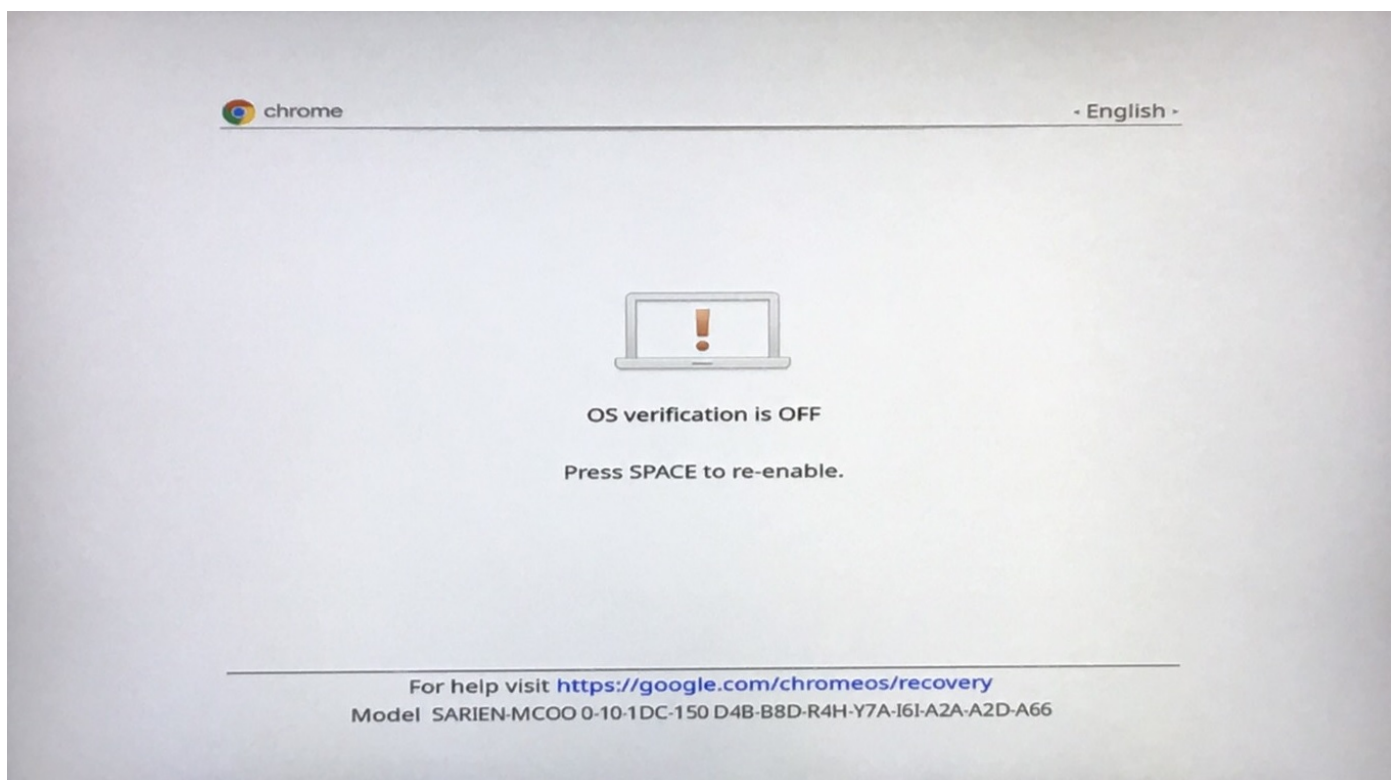 chrome
English
OS verification is OFF
Press SPACE to re-enable.
For help visit https://google.com/chromeos/recovery
Model SARIEN-MCOO 0-10-1DC-150 D4B-B8D-R4H-Y7A-I6I-A2A-A2D-A66